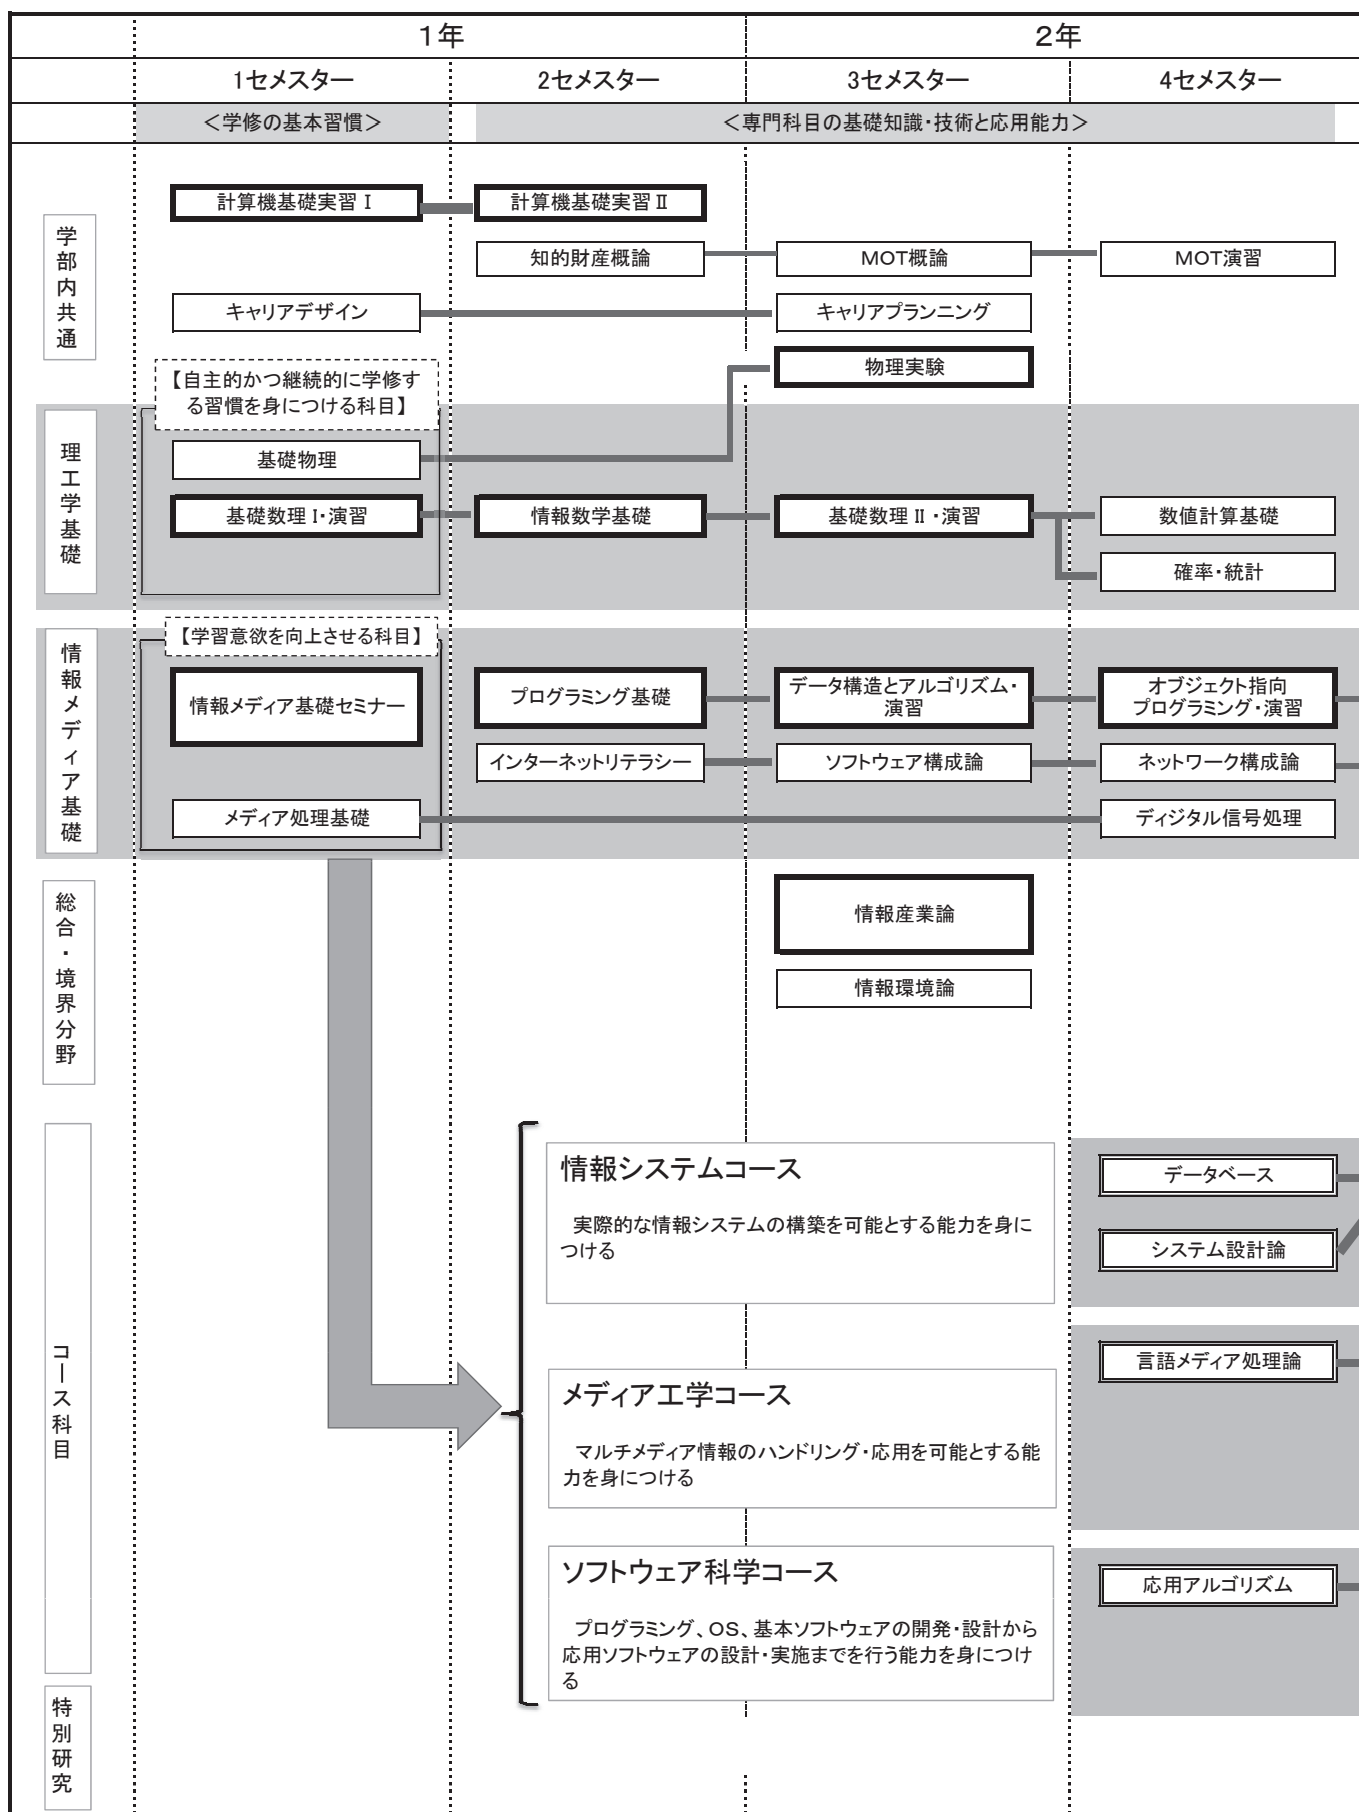 1年
2年
1セメスター
2セメスター
3セメスター
4セメスター
＜学修の基本習慣＞
＜専門科目の基礎知識・技術と応用能力＞
学部内共通
計算機基礎実習 I
計算機基礎実習 II
知的財産概論
MOT概論
MOT演習
キャリアデザイン
キャリアプランニング
物理実験
【自主的かつ継続的に学修す
る習慣を身につける科目】
理工学基礎
基礎物理
基礎数理 I・演習
情報数学基礎
基礎数理 II ・演習
数値計算基礎
確率・統計
情報メディア基礎
【学習意欲を向上させる科目】
情報メディア基礎セミナー
プログラミング基礎
データ構造とアルゴリズム・
演習
オブジェクト指向
プログラミング・演習
インターネットリテラシー
ソフトウェア構成論
ネットワーク構成論
メディア処理基礎
ディジタル信号処理
総合・境界分野
情報産業論
情報環境論
コース科目
情報システムコース
実際的な情報システムの構築を可能とする能力を身に
つける
データベース
システム設計論
メディア工学コース
マルチメディア情報のハンドリング・応用を可能とする能
力を身につける
言語メディア処理論
ソフトウェア科学コース
プログラミング、OS、基本ソフトウェアの開発・設計から
応用ソフトウェアの設計・実施までを行う能力を身につけ
る
応用アルゴリズム
特別研究